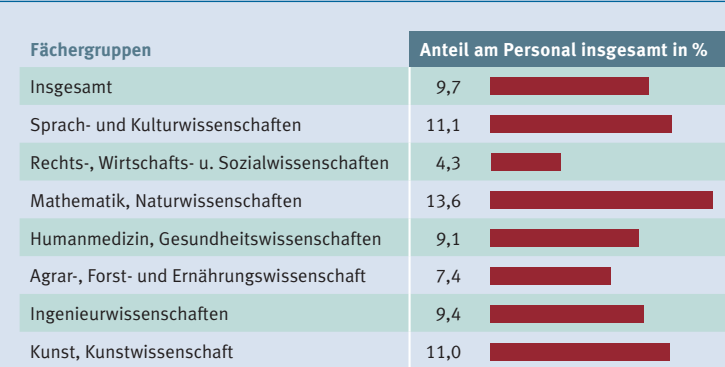 Fächergruppen Anteil am Personal insgesamt in %
Insgesamt 9,7
Sprach- und Kulturwissenschaften 11,1
Rechts-, Wirtschafts- u. Sozialwissenschaften 4,3
Mathematik, Naturwissenschaften 13,6
Humanmedizin, Gesundheitswissenschaften 9,1
Agrar-, Forst- und Ernährungswissenschaft 7,4
Ingenieurwissenschaften 9,4
Kunst, Kunstwissenschaft 11,0